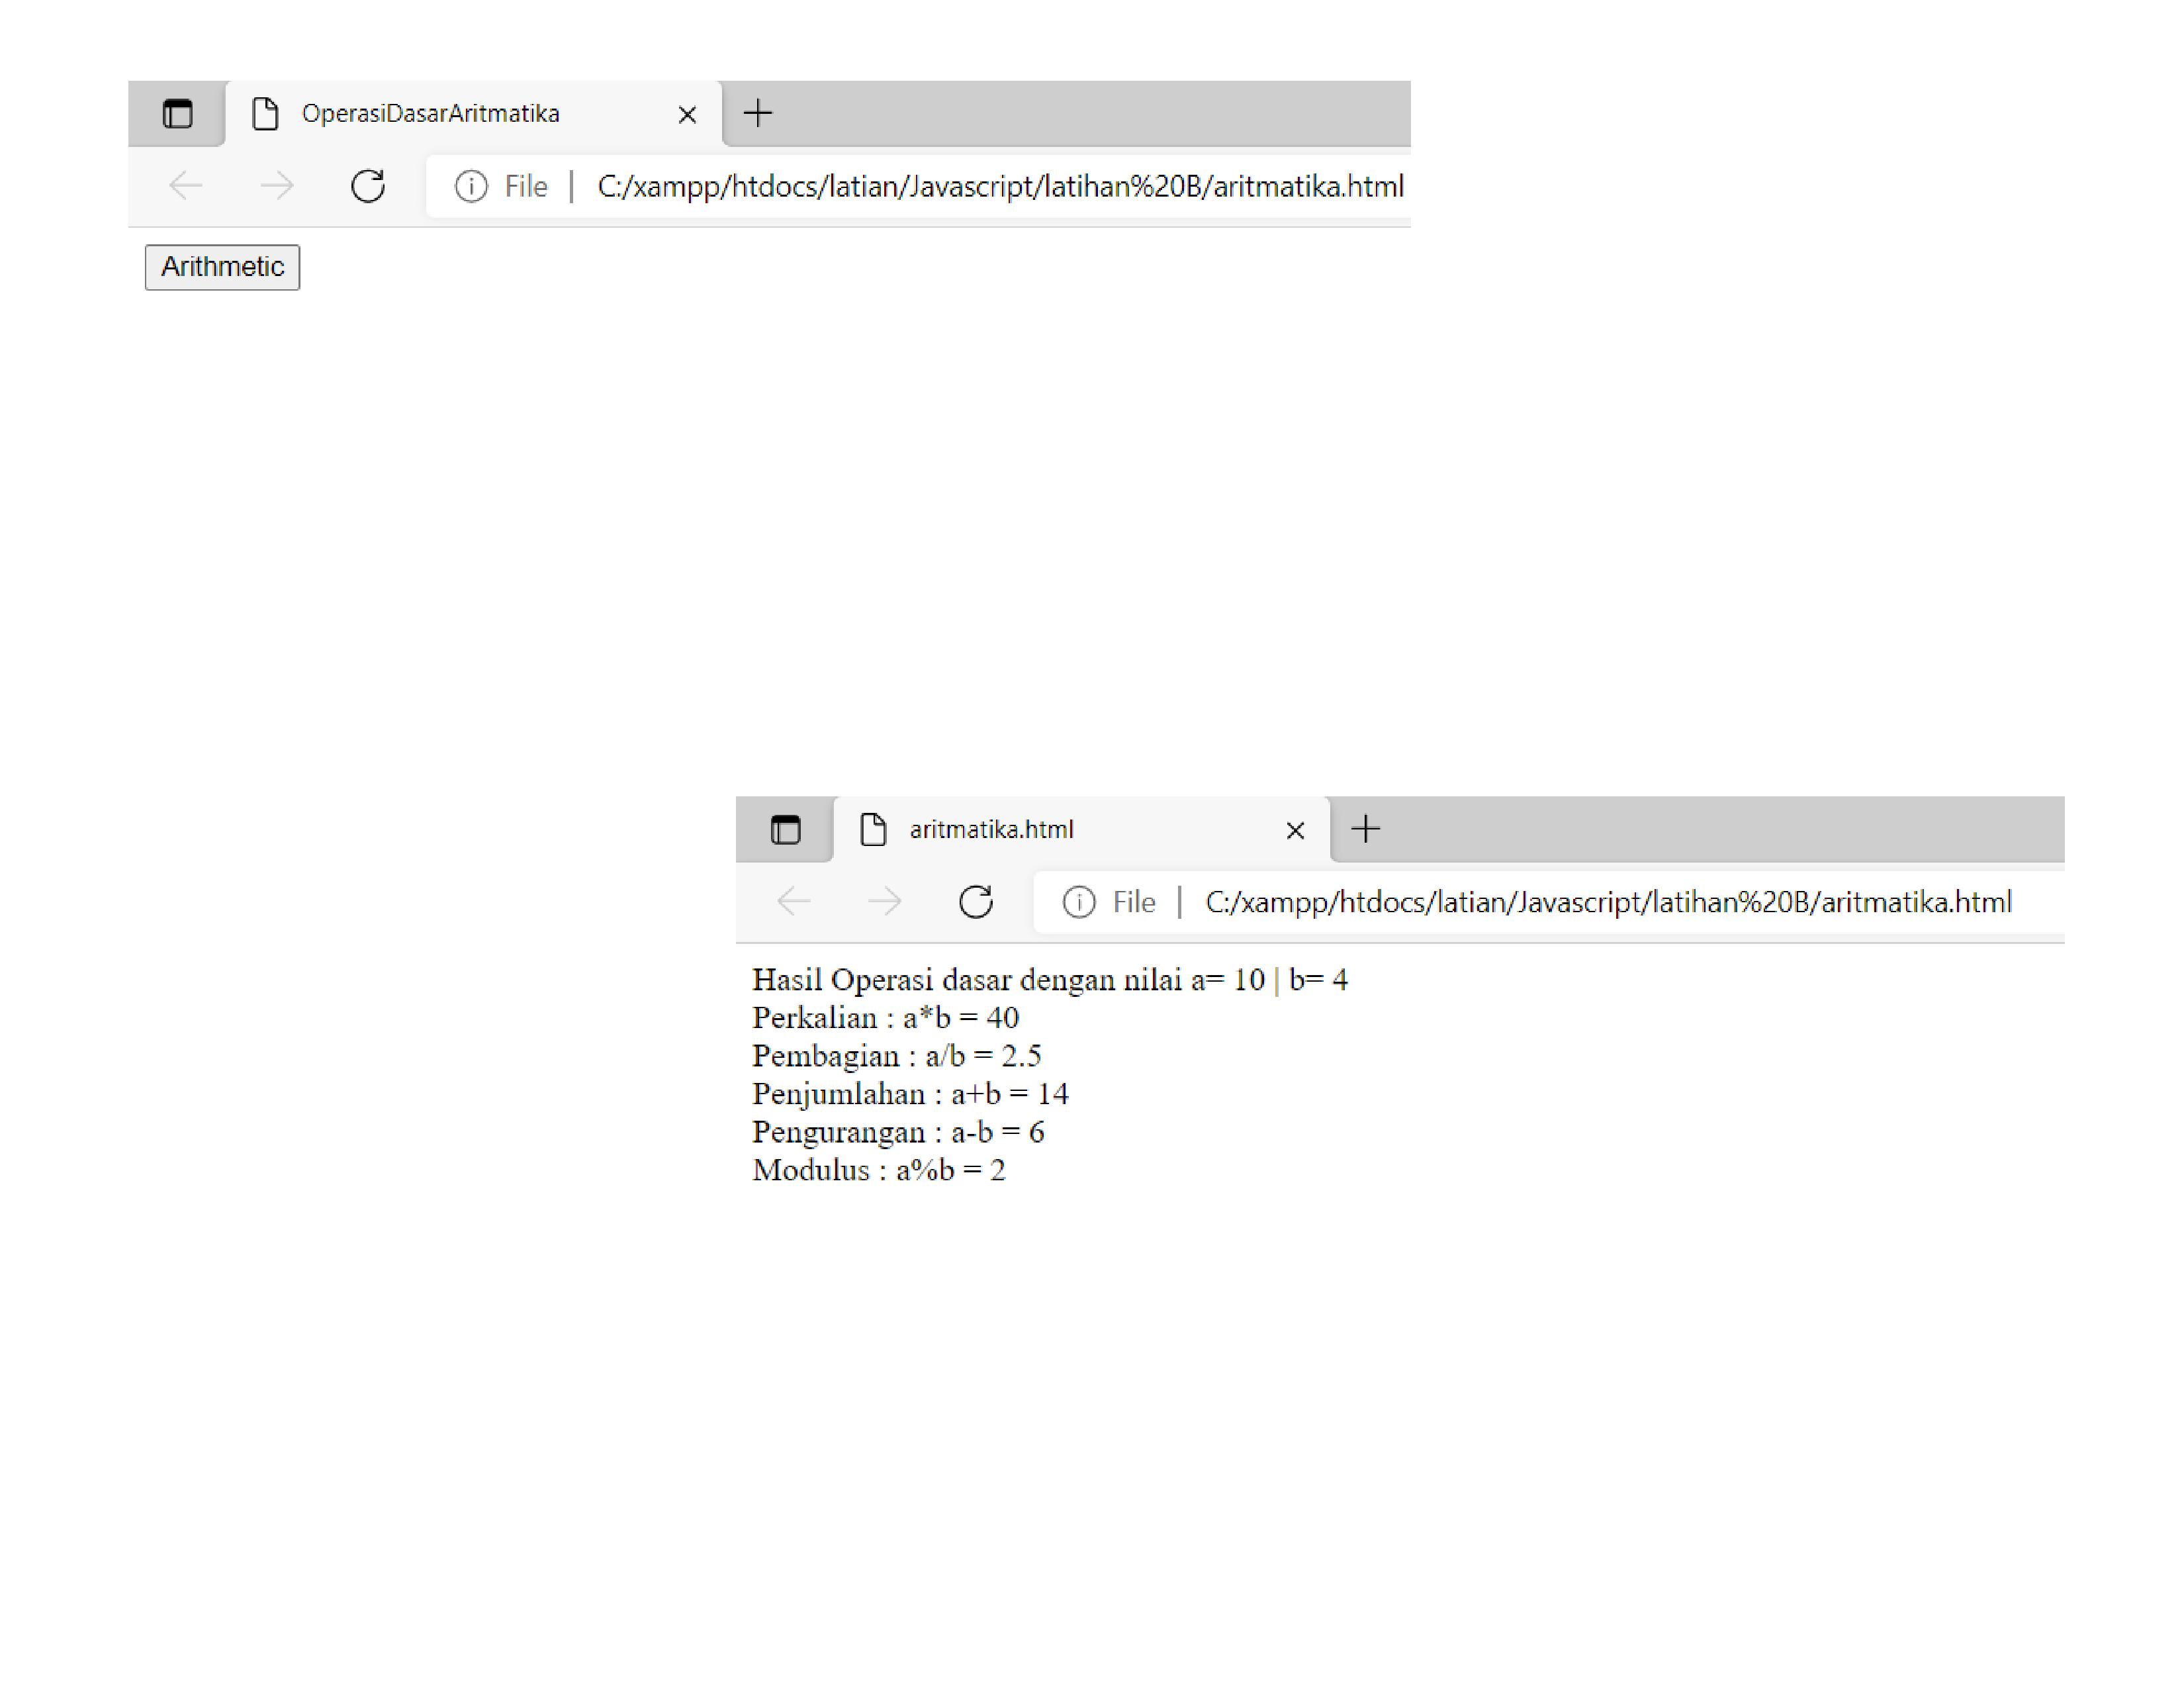 OperasiDasarAritmatika
File | C:/xampp/htdocs/latian/Javascript/latihan%20B/aritmatika.html
Arithmetic
aritmatika.html
File | C:/xampp/htdocs/latian/Javascript/latihan%20B/aritmatika.html
Hasil Operasi dasar dengan nilai a= 10 | b= 4
Perkalian : a*b = 40
Pembagian : a/b = 2.5
Penjumlahan : a+b = 14
Pengurangan : a-b = 6
Modulus : a%b = 2